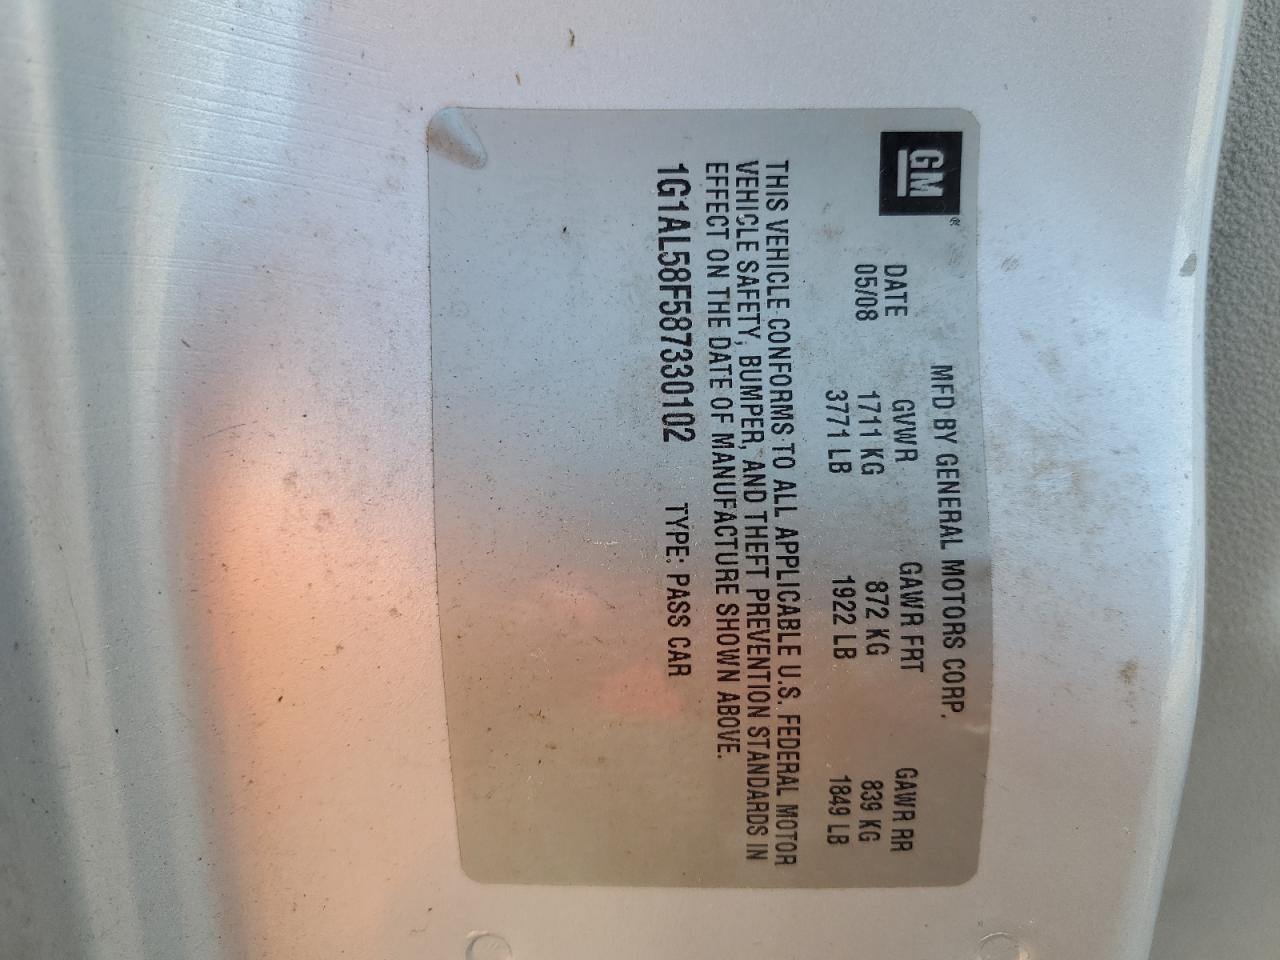 GM
MFD BY GENERAL MOTORS CORP.
DATE GVWR GAWR FRT GAWR RR
05/08 1711 KG 872 KG 839 KG
3771 LB 1922 LB 1849 LB
THIS VEHICLE CONFORMS TO ALL APPLICABLE U.S. FEDERAL MOTOR
VEHICLE SAFETY, BUMPER, AND THEFT PREVENTION STANDARDS IN
EFFECT ON THE DATE OF MANUFACTURE SHOWN ABOVE.
1G1AL58F587330102 TYPE: PASS CAR